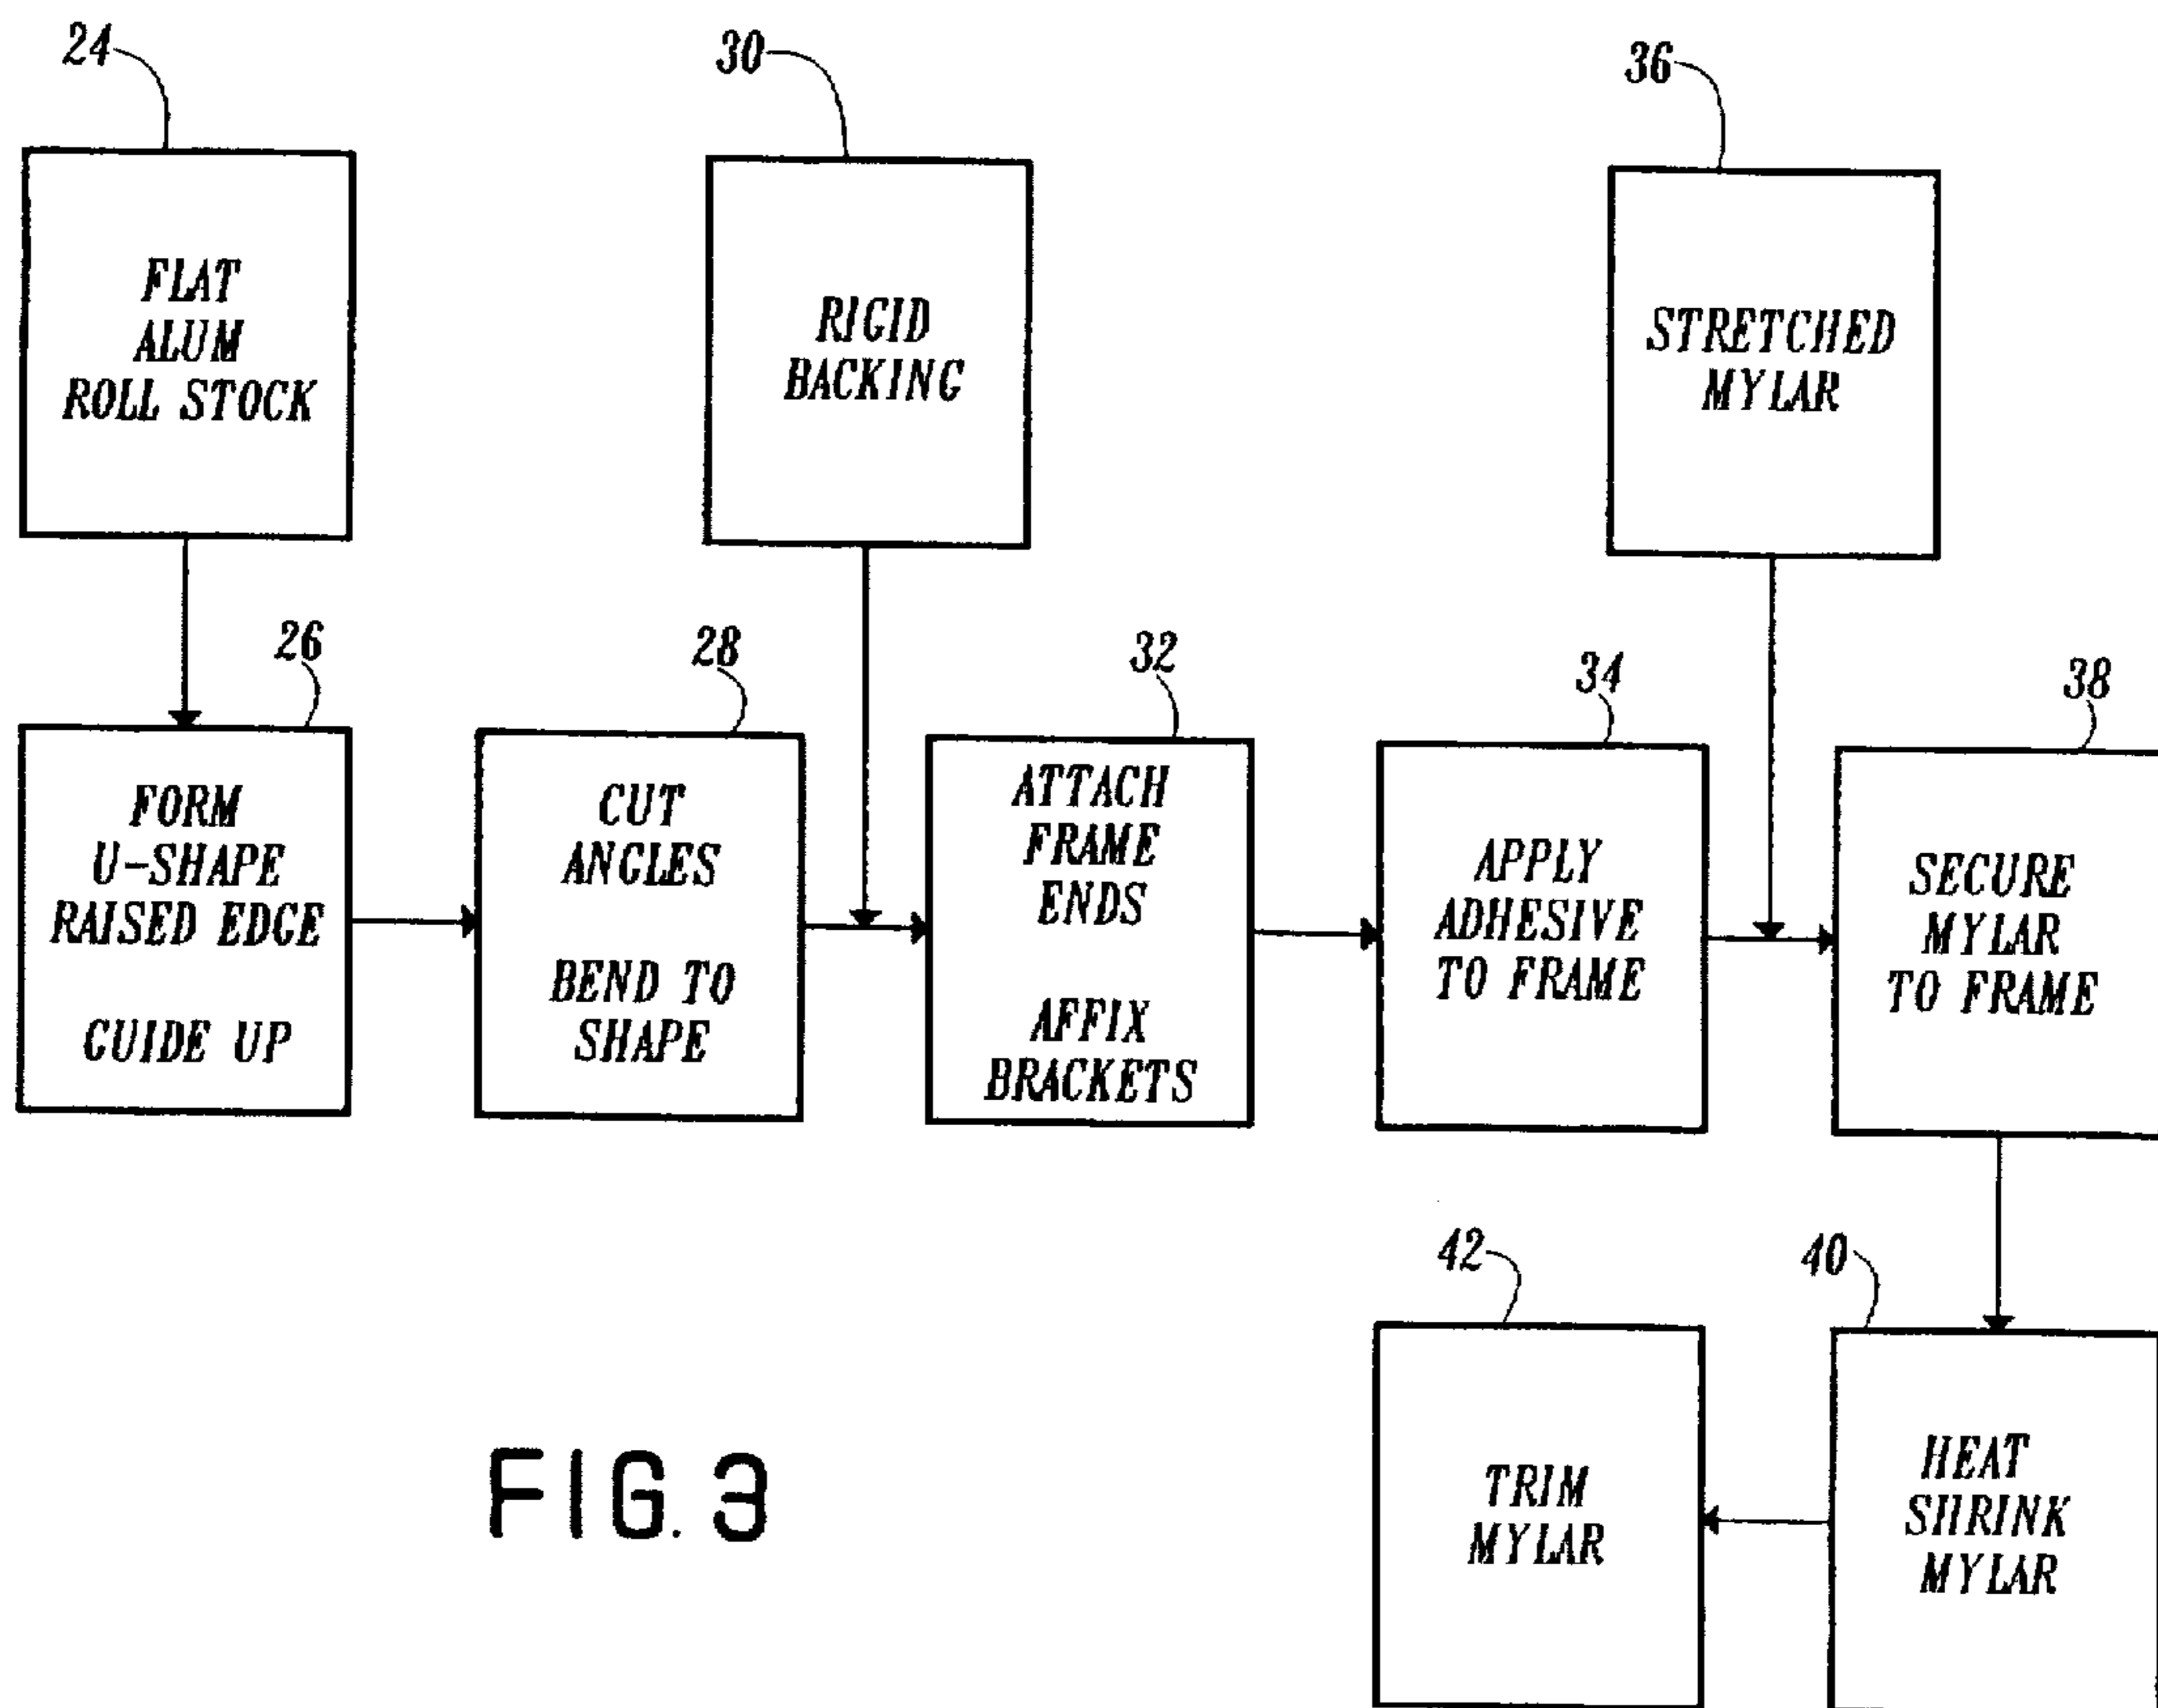 24
30
36
FLAT
ALUM
ROLL STOCK
RIGID
BACKING
STRETCHED
MYLAR
26
28
32
34
38
FORM
U-SHAPE
RAISED EDGE
GUIDE UP
CUT
ANGLES
BEND TO
SHAPE
ATTACH
FRAME
ENDS
AFFIX
BRACKETS
APPLY
ADHESIVE
TO FRAME
SECURE
MYLAR
TO FRAME
42
40
TRIM
MYLAR
HEAT
SHRINK
MYLAR
FIG. 3